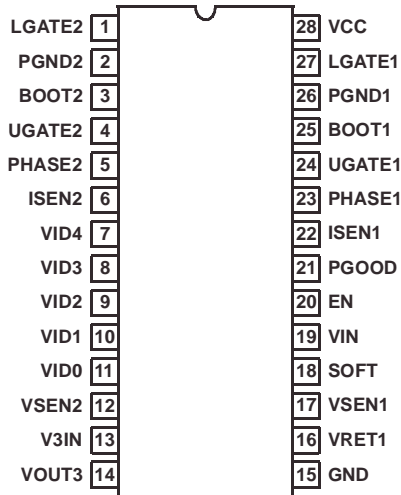 LGATE2 1 28 VCC
PGND2 2 27 LGATE1
BOOT2 3 26 PGND1
UGATE2 4 25 BOOT1
PHASE2 5 24 UGATE1
ISEN2 6 23 PHASE1
VID4 7 22 ISEN1
VID3 8 21 PGOOD
VID2 9 20 EN
VID1 10 19 VIN
VID0 11 18 SOFT
VSEN2 12 17 VSEN1
V3IN 13 16 VRET1
VOUT3 14 15 GND